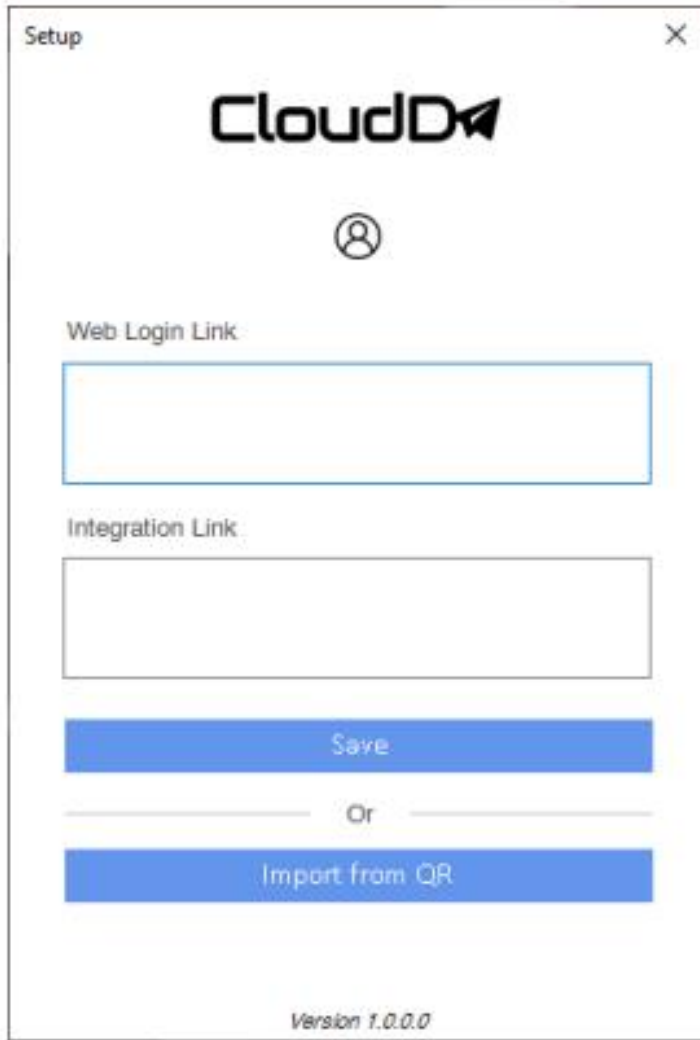 Setup
CloudD
Web Login Link
Integration Link
Save
Or
Import from QR
Version 1.0.0.0